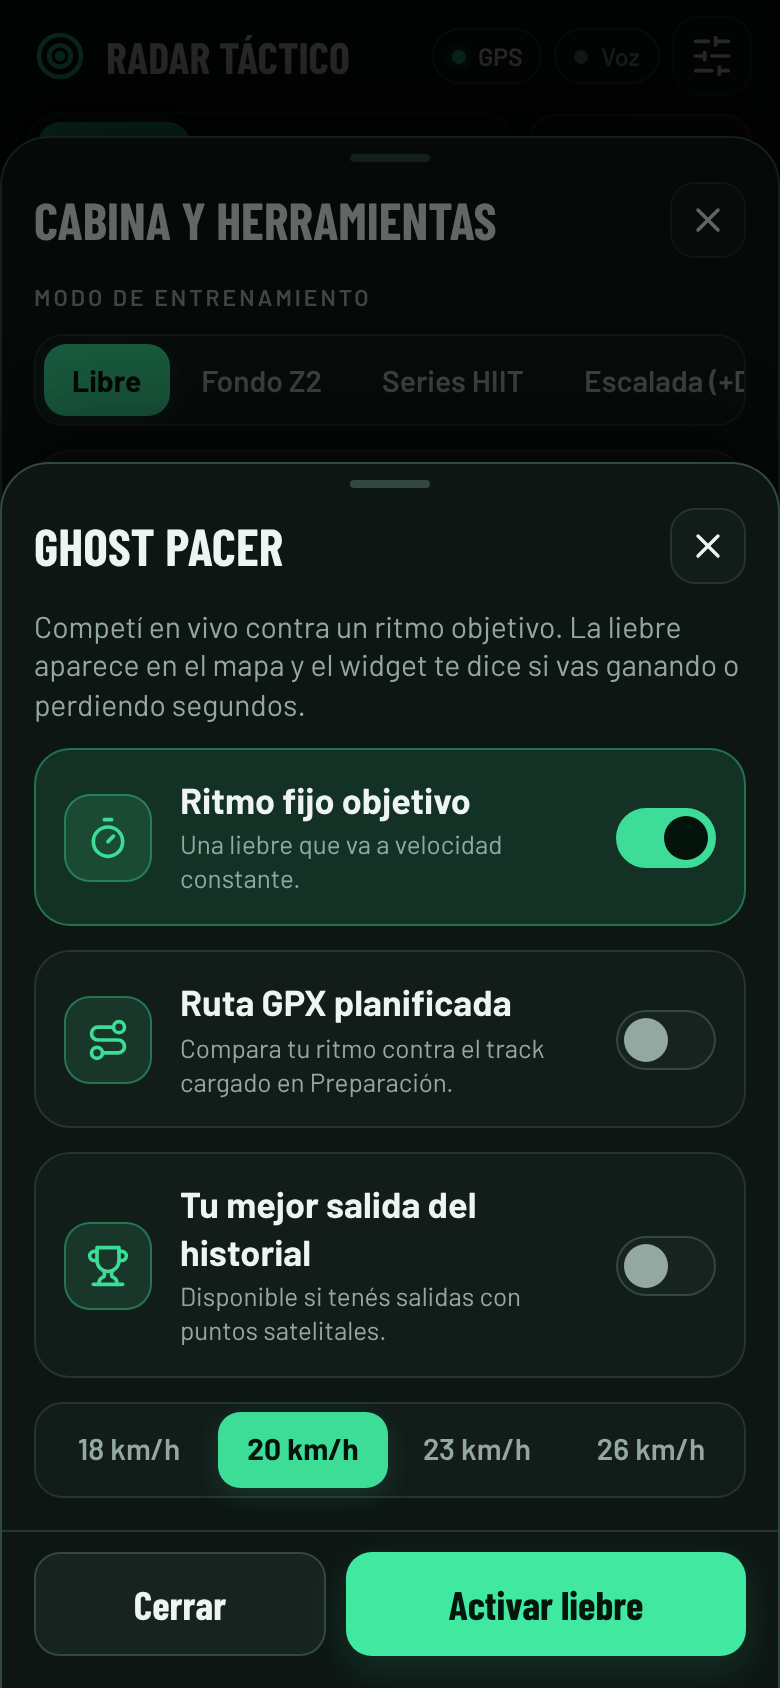 RADAR TÁCTICO
GPS
Voz
CABINA Y HERRAMIENTAS
MODO DE ENTRENAMIENTO
Libre
Fondo Z2
Series HIIT
Escalada (+D
GHOST PACER
Competí en vivo contra un ritmo objetivo. La liebre
aparece en el mapa y el widget te dice si vas ganando o
perdiendo segundos.
Ritmo fijo objetivo
Una liebre que va a velocidad
constante.
Ruta GPX planificada
Compara tu ritmo contra el track
cargado en Preparación.
Tu mejor salida del
historial
Disponible si tenés salidas con
puntos satelitales.
18 km/h
20 km/h
23 km/h
26 km/h
Cerrar
Activar liebre